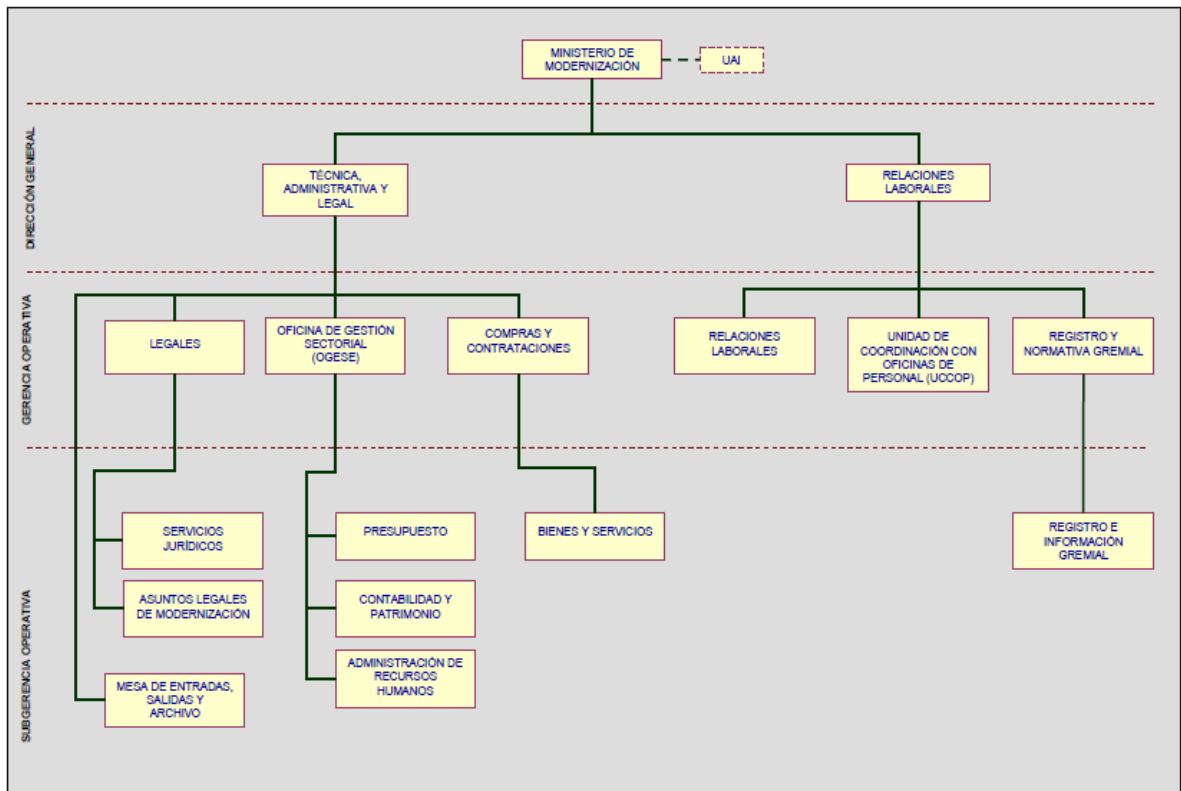 MINISTERIO DE
MODERNIZACIÓN
UAI
DIRECCIÓN GENERAL
TÉCNICA,
ADMINISTRATIVA Y
LEGAL
RELACIONES
LABORALES
GERENCIA OPERATIVA
LEGALES
OFICINA DE GESTIÓN
SECTORIAL
(OGESE)
COMPRAS Y
CONTRATACIONES
RELACIONES
LABORALES
UNIDAD DE
COORDINACIÓN CON
OFICINAS DE
PERSONAL (UCCOP)
REGISTRO Y
NORMATIVA GREMIAL
SUBGERENCIA OPERATIVA
SERVICIOS
JURÍDICOS
PRESUPUESTO
BIENES Y SERVICIOS
REGISTRO E
INFORMACIÓN
GREMIAL
ASUNTOS LEGALES
DE MODERNIZACIÓN
CONTABILIDAD Y
PATRIMONIO
MESA DE ENTRADAS,
SALIDAS Y
ARCHIVO
ADMINISTRACIÓN DE
RECURSOS
HUMANOS